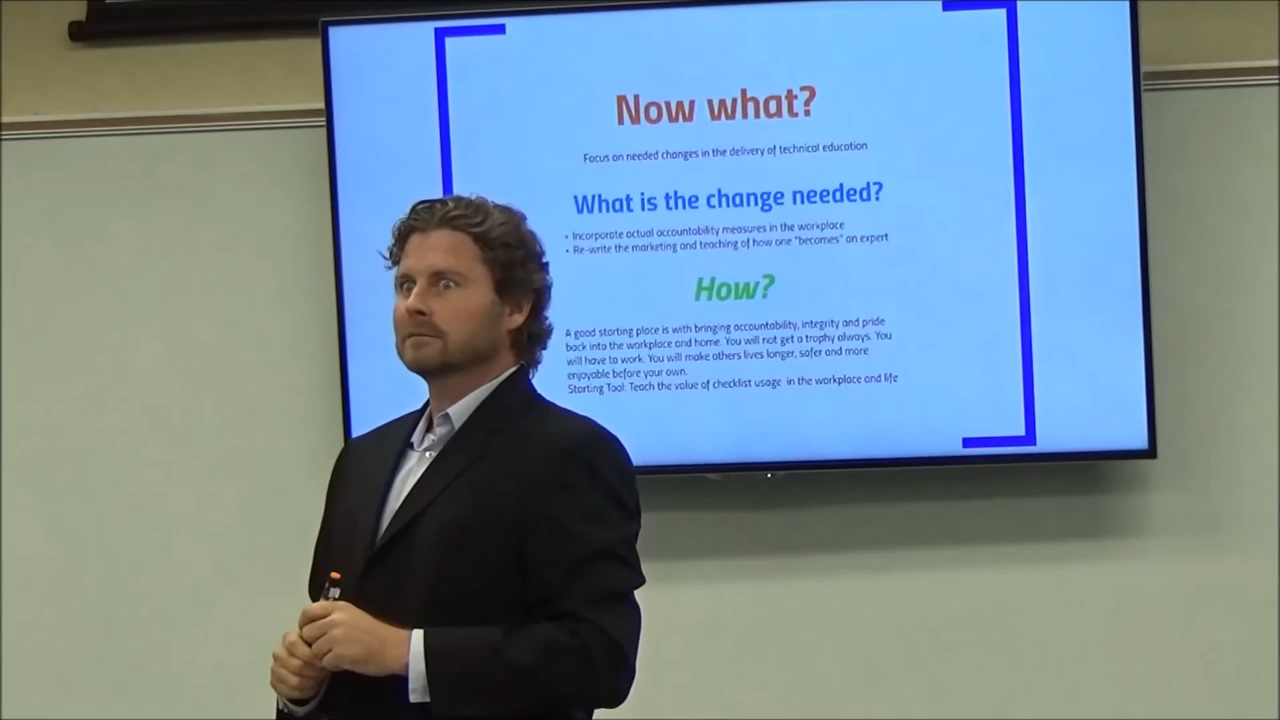 Now what?
Focus on needed changes in the delivery of technical education
What is the change needed?
• Incorporate actual accountability measures in the workplace
• Re-write the marketing and teaching of how one "becomes" an expert
How?
A good starting place is with bringing accountability, integrity and pride
back into the workplace and home. You will not get a trophy always. You
will have to work. You will make others lives longer, safer and more
enjoyable before your own.
Starting Tool: Teach the value of checklist usage in the workplace and life